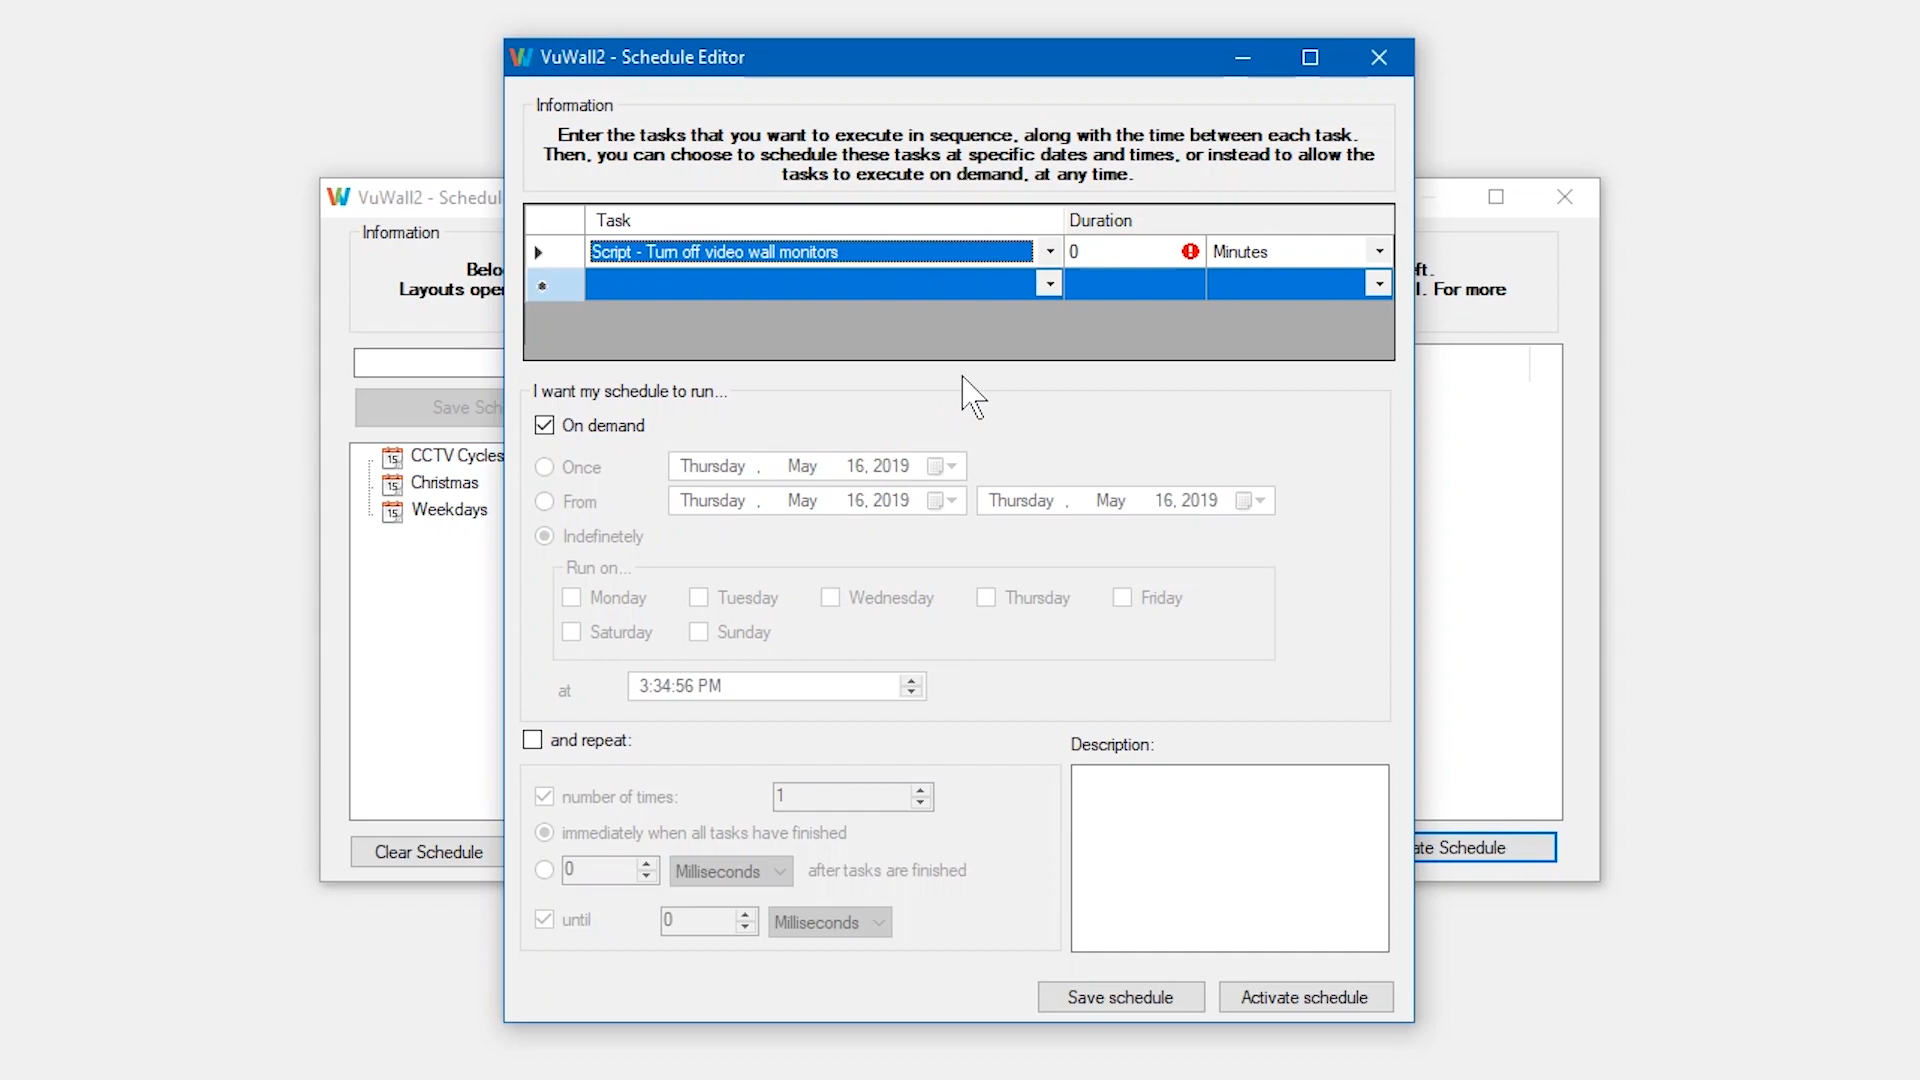 VuWall2 - Schedule Editor
Information
Enter the tasks that you want to execute in sequence, along with the time between each task.
Then, you can choose to schedule these tasks at specific dates and times, or instead to allow the
tasks to execute on demand, at any time.
Task Duration
Script - Turn off video wall monitors 0 Minutes
I want my schedule to run...
On demand
Once Thursday , May 16, 2019
From Thursday , May 16, 2019 Thursday , May 16, 2019
Indefinetely
Run on...
Monday Tuesday Wednesday Thursday Friday
Saturday Sunday
at 3:34:56 PM
and repeat:
number of times: 1
immediately when all tasks have finished
0 Milliseconds after tasks are finished
until 0 Milliseconds
Description:
Save schedule Activate schedule
VuWall2 - Schedul
Information
Belo ft.
Layouts ope l. For more
Save Sch
15 CCTV Cycles
15 Christmas
15 Weekdays
Clear Schedule ate Schedule